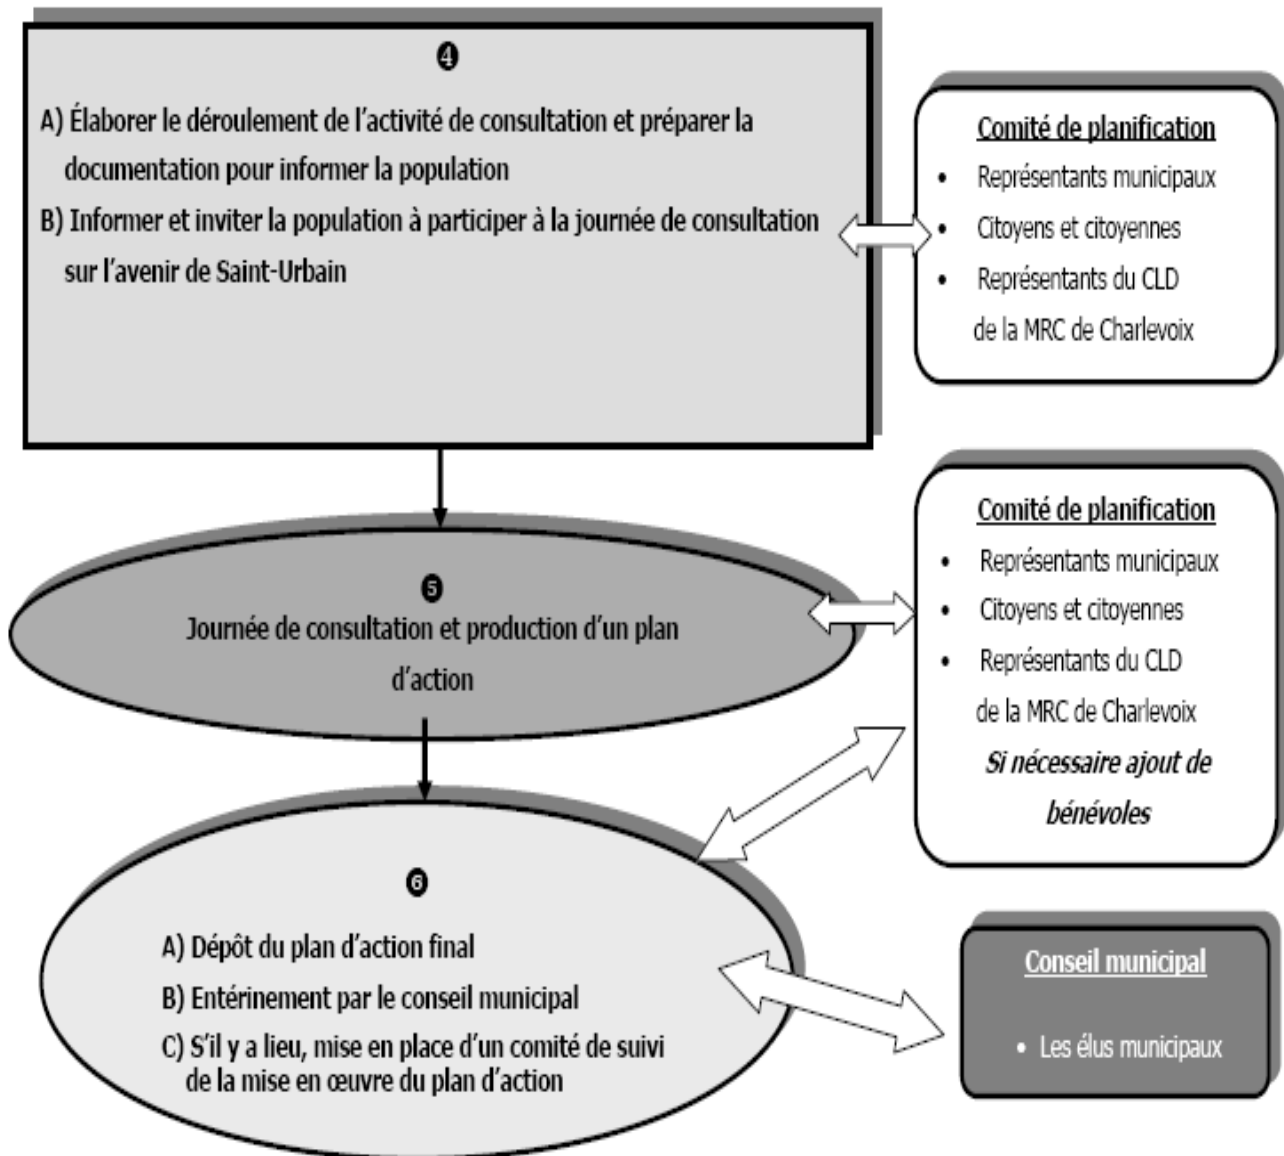 ❹
A) Élaborer le déroulement de l'activité de consultation et préparer la
documentation pour informer la population
B) Informer et inviter la population à participer à la journée de consultation
sur l'avenir de Saint-Urbain
Comité de planification
• Représentants municipaux
• Citoyens et citoyennes
• Représentants du CLD
de la MRC de Charlevoix
❺
Journée de consultation et production d'un plan
d'action
Comité de planification
• Représentants municipaux
• Citoyens et citoyennes
• Représentants du CLD
de la MRC de Charlevoix
Si nécessaire ajout de
bénévoles
❻
A) Dépôt du plan d'action final
B) Entérinement par le conseil municipal
C) S'il y a lieu, mise en place d'un comité de suivi
de la mise en œuvre du plan d'action
Conseil municipal
• Les élus municipaux